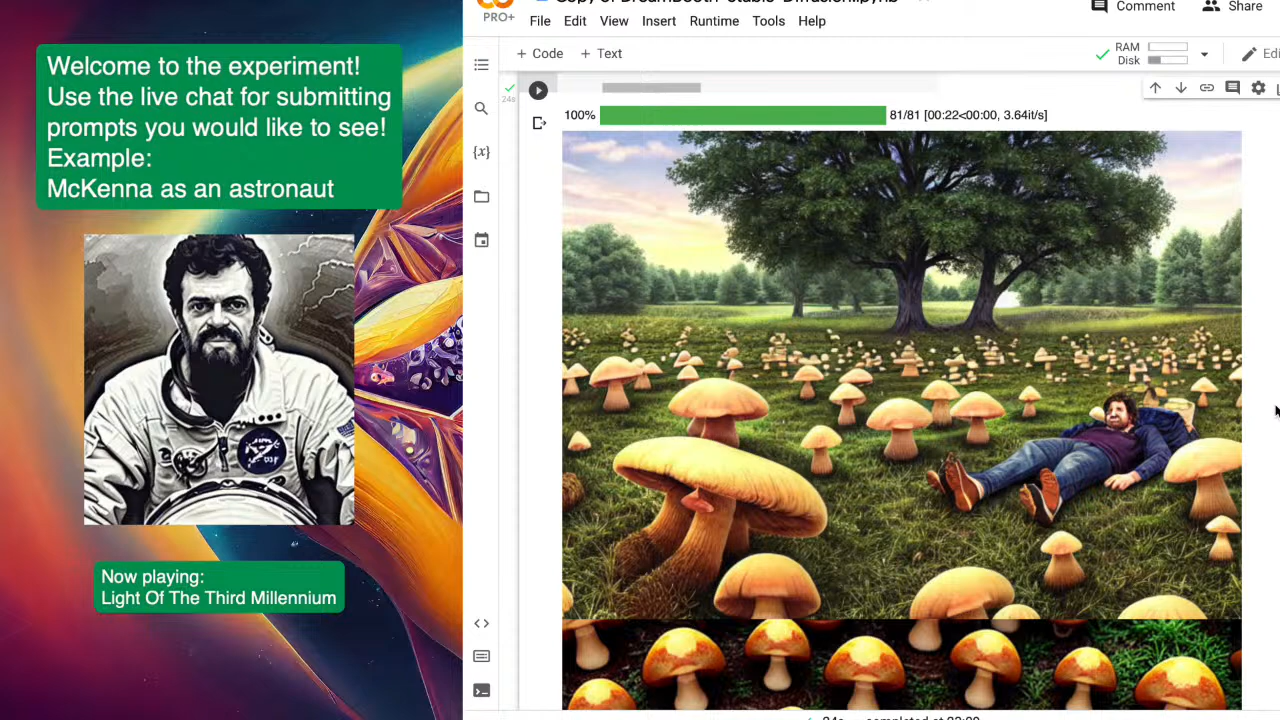 Welcome to the experiment!
Use the live chat for submitting
prompts you would like to see!
Example:
McKenna as an astronaut
Now playing:
Light Of The Third Millennium
PRO+
File Edit View Insert Runtime Tools Help
Comment Share
+ Code + Text
RAM
Disk
24s
{x}
100% 81/81 [00:22<00:00, 3.64it/s]